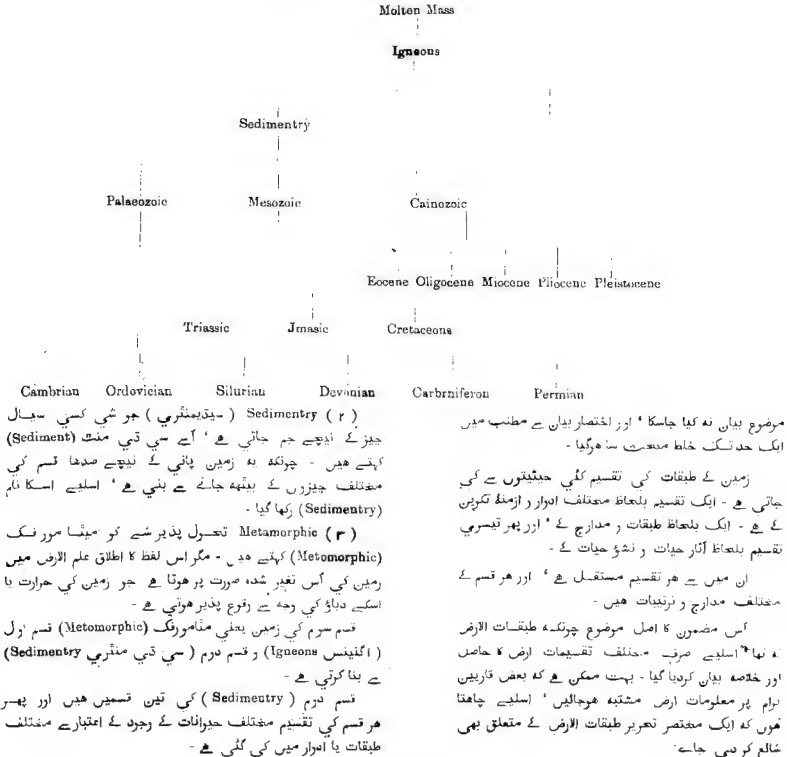 Molten Mass
Igneous
Sedimentry
Palaeozoic Mesozoic Cainozoic
Eocene Oligocene Miocene Pliocene Pleistocene
Triassic Jrnasic Cretaceons
Cambrian Ordovician Silurian Devonian Carbrniferon Permian
موضوع بیان نہ کیا جاسکا ' اور اختصار بیان سے مطلب میں
ایک حد تک خلط مبحث سا ہوگیا -
زمین کے طبقات کی تقسیم کئی حیثیتوں سے کی
جاتی ہے - ایک تقسیم بلحاظ مختلف ادوار و ازمنۂ تکوین
کے ہے - ایک بلحاظ طبقات و مدارج کے ' اور پھر تیسری
تقسیم بلحاظ آثار حیات و نشؤ حیات کے -
ان میں سے ہر تقسیم مستقل ہے ' اور ہر قسم کے
مختلف مدارج و ترتیبات ہیں -
اس مضمون کا اصل موضوع چونکہ طبقات الارض
نہ تھا ' اسلیے صرف مختلف تقسیمات ارض کا حاصل
اور خلاصہ بیان کردیا گیا - بہت ممکن ہے کہ بعض قاریین
کرام پر معلومات ارض مشتبہ ہوجائیں ' اسلیے چاہتا
ہوں کہ ایک مختصر تحریر طبقات الارض کے متعلق بھی
شائع کر دی جاے
( ۲ ) Sedimentry ( سیڈیمنٹری ) جو شی کسی سیال
چیز کے نیچے جم جاتی ہے ' اُسے سی ڈی منٹ (Sediment)
کہتے ہیں - چونکہ یہ زمین پانی کے نیچے صدہا قسم کی
مختلف چیزوں کے بیٹھہ جانے سے بنی ہے ' اسلیے اسکا نام
(Sedimentry) رکھا گیا -
( ۳ ) Metamorphic تحول پذیر شے کو میٹا مور فک
(Metomorphic) کہتے ہیں - مگر اس لفظ کا اطلاق علم الارض میں
زمین کی اُس تغیر شدہ صورت پر ہوتا ہے جو زمین کی حرارت یا
اسکے دباؤ کی وجہ سے وقوع پذیر ہوتی ہے -
قسم سوم کی زمین یعنی مٹامورفک (Metomorphic) قسم اول
( اگنیئس Igneons) و قسم دوم ( سی ڈی منٹری Sedimentry)
سے بنا کرتی ہے -
قسم دوم ( Sedimentry ) کی تین قسمیں ہیں اور پھر
ہر قسم کی تقسیم مختلف حیوانات کے وجود کے اعتبار سے مختلف
طبقات یا ادوار میں کی گئی ہے -